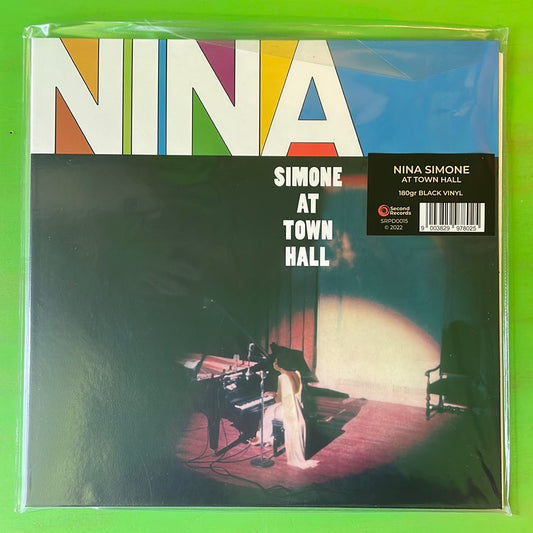 NINA
SIMONE
AT
TOWN
HALL
NINA SIMONE
AT TOWN HALL
180gr BLACK VINYL
Second
Records
SRPD0015
© 2022
9 003829 978025